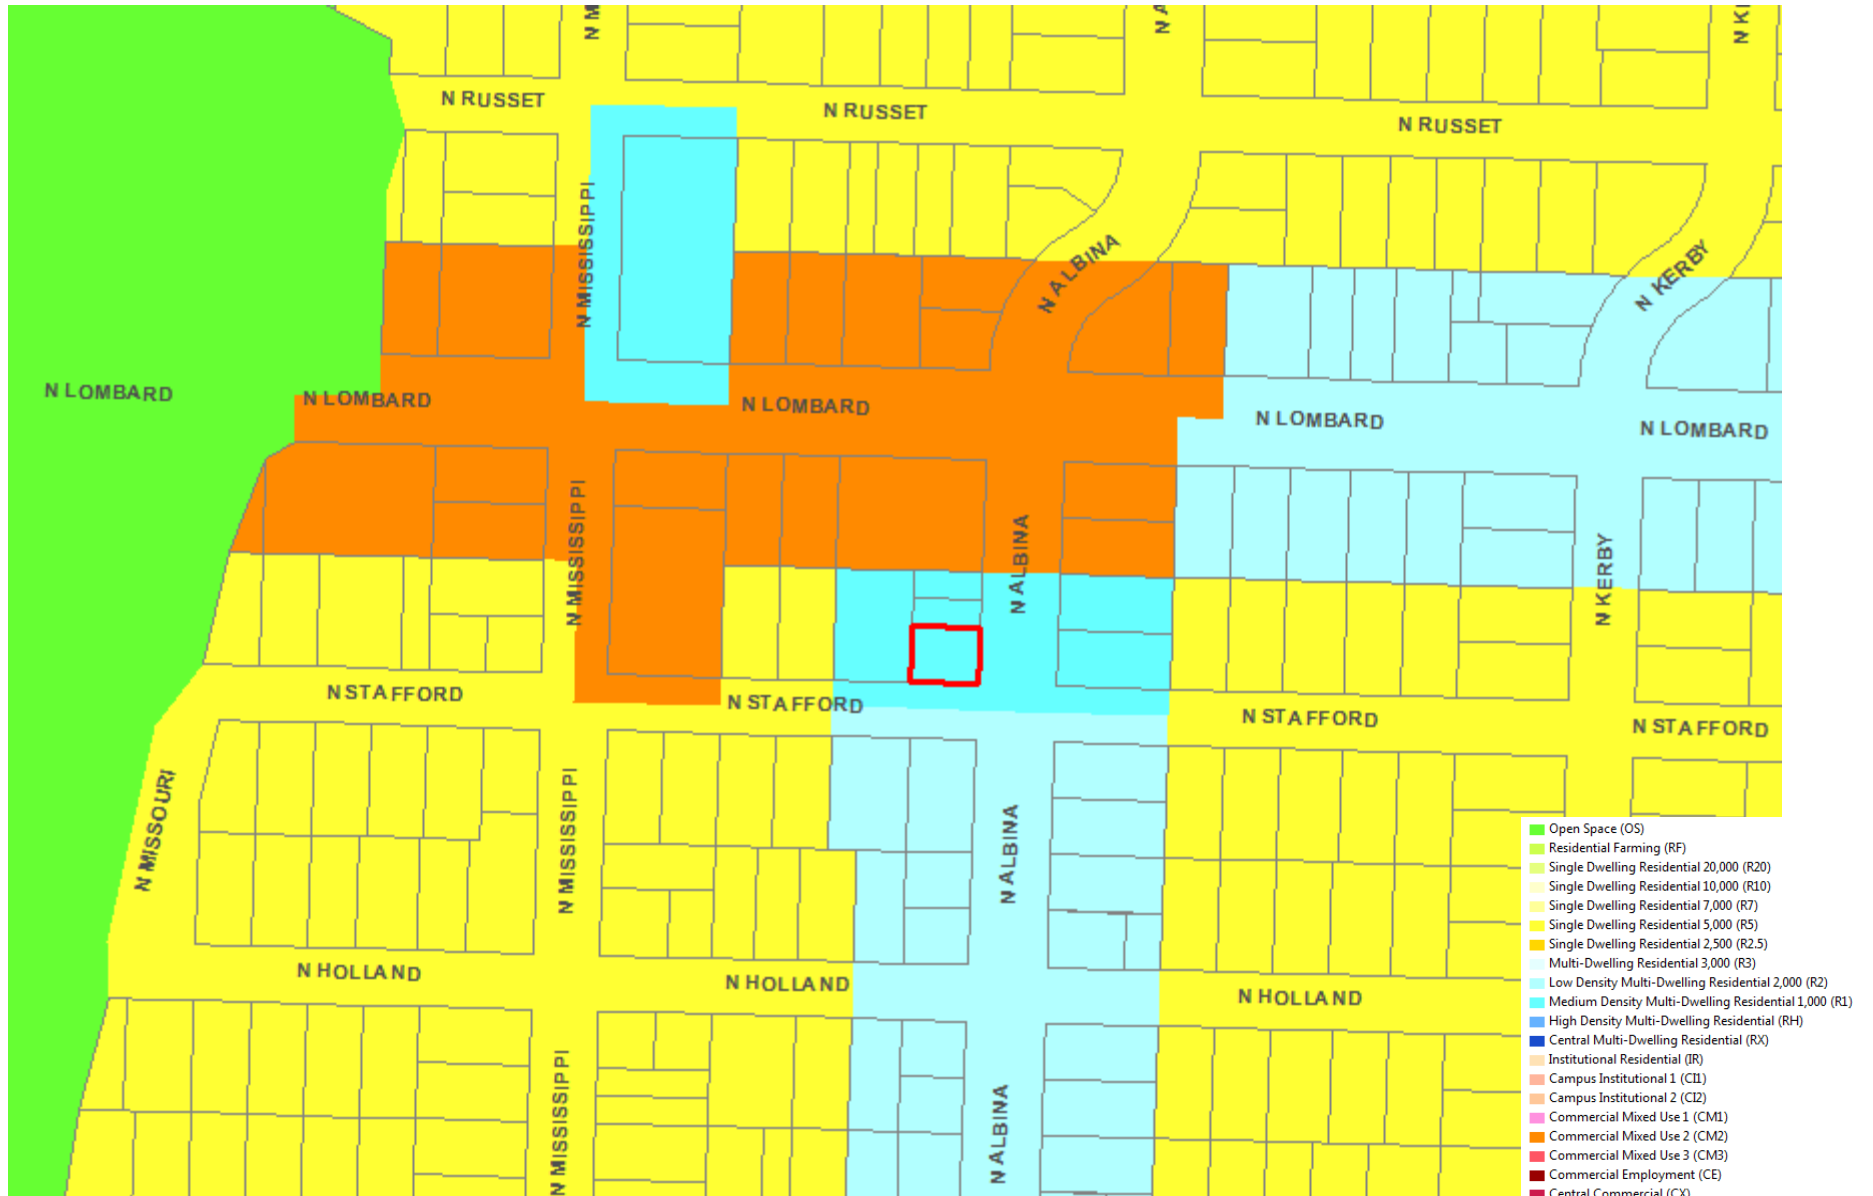 N M
N A
N KI
N RUSSET
N RUSSET
N RUSSET
N MISSISSIPPI
N ALBINA
N KERBY
N LOMBARD
N LOMBARD
N LOMBARD
N LOMBARD
N LOMBARD
N MISSISSIPPI
N ALBINA
N KERBY
N STAFFORD
N STAFFORD
N STAFFORD
N STAFFORD
N MISSOURI
N MISSISSIPPI
N ALBINA
N HOLLAND
N HOLLAND
N HOLLAND
N MISSISSIPPI
N ALBINA
Open Space (OS)
Residential Farming (RF)
Single Dwelling Residential 20,000 (R20)
Single Dwelling Residential 10,000 (R10)
Single Dwelling Residential 7,000 (R7)
Single Dwelling Residential 5,000 (R5)
Single Dwelling Residential 2,500 (R2.5)
Multi-Dwelling Residential 3,000 (R3)
Low Density Multi-Dwelling Residential 2,000 (R2)
Medium Density Multi-Dwelling Residential 1,000 (R1)
High Density Multi-Dwelling Residential (RH)
Central Multi-Dwelling Residential (RX)
Institutional Residential (IR)
Campus Institutional 1 (CI1)
Campus Institutional 2 (CI2)
Commercial Mixed Use 1 (CM1)
Commercial Mixed Use 2 (CM2)
Commercial Mixed Use 3 (CM3)
Commercial Employment (CE)
Central Commercial (CX)